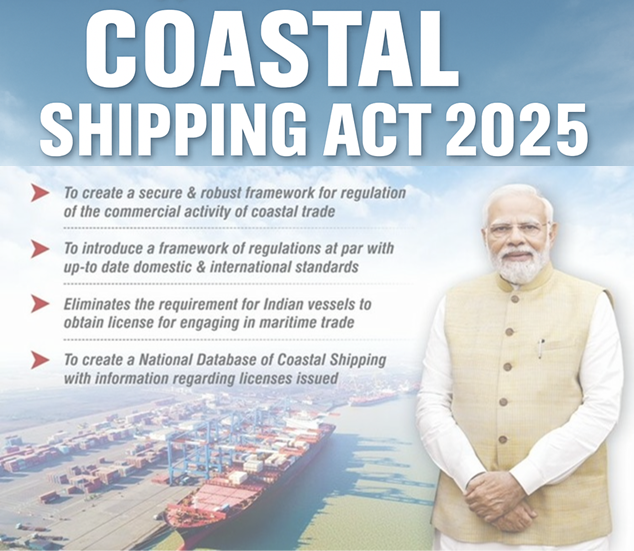 COASTAL
SHIPPING ACT 2025
To create a secure & robust framework for regulation
of the commercial activity of coastal trade
To introduce a framework of regulations at par with
up-to date domestic & international standards
Eliminates the requirement for Indian vessels to
obtain license for engaging in maritime trade
To create a National Database of Coastal Shipping
with information regarding licenses issued